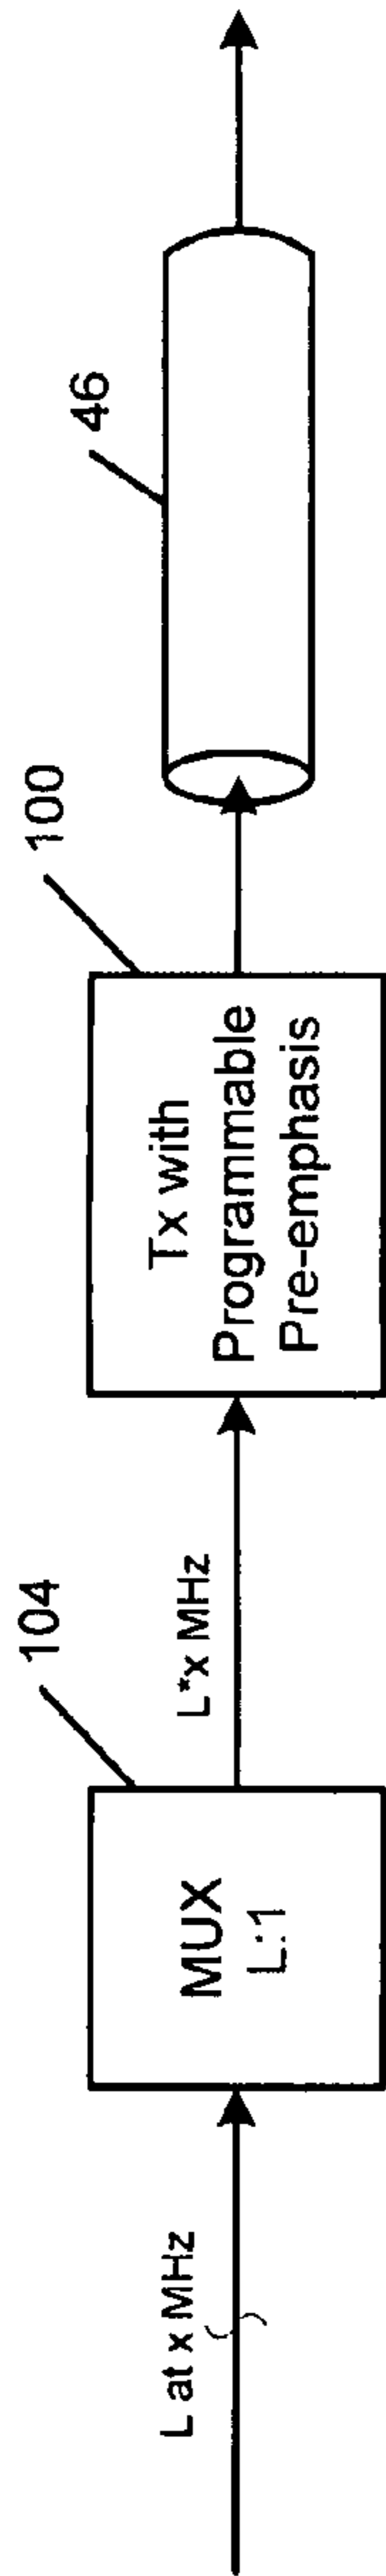 L at x MHz
104
MUX
L:1
L*x MHz
100
Tx with
Programmable
Pre-emphasis
46